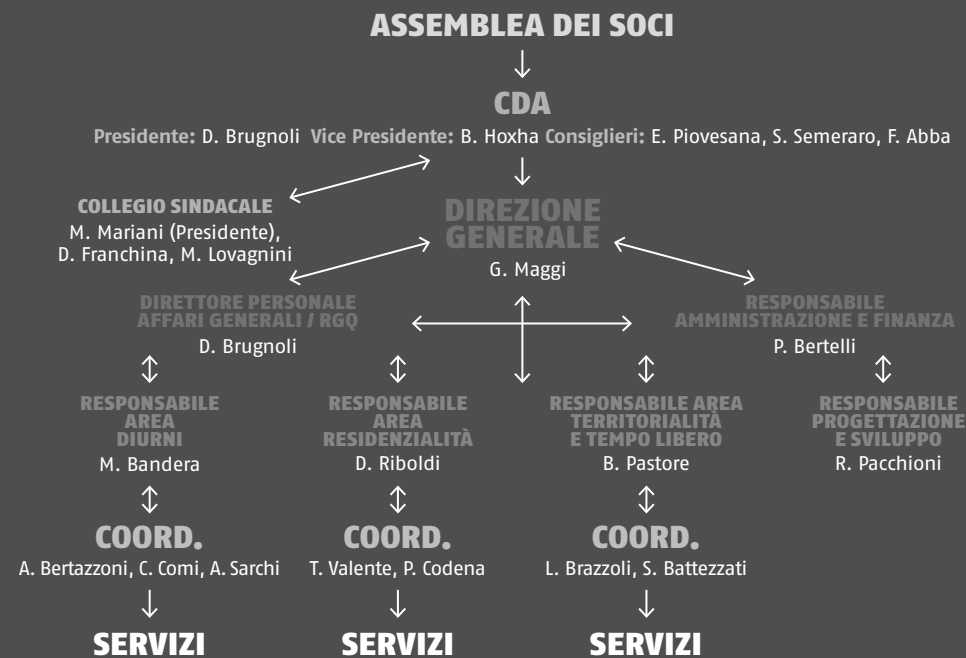 ASSEMBLEA DEI SOCI
CDA
Presidente: D. Brugnoli Vice Presidente: B. Hoxha Consiglieri: E. Piovesana, S. Semeraro, F. Abba
COLLEGIO SINDACALE
M. Mariani (Presidente),
D. Franchina, M. Lovagnini
DIREZIONE
GENERALE
G. Maggi
DIRETTORE PERSONALE
AFFARI GENERALI / RGQ
D. Brugnoli
RESPONSABILE
AMMINISTRAZIONE E FINANZA
P. Bertelli
RESPONSABILE
AREA
DIURNI
M. Bandera
RESPONSABILE
AREA
RESIDENZIALITÀ
D. Riboldi
RESPONSABILE AREA
TERRITORIALITÀ
E TEMPO LIBERO
B. Pastore
RESPONSABILE
PROGETTAZIONE
E SVILUPPO
R. Pacchioni
COORD.
A. Bertazzoni, C. Comi, A. Sarchi
COORD.
T. Valente, P. Codena
COORD.
L. Brazzoli, S. Battezzati
SERVIZI
SERVIZI
SERVIZI